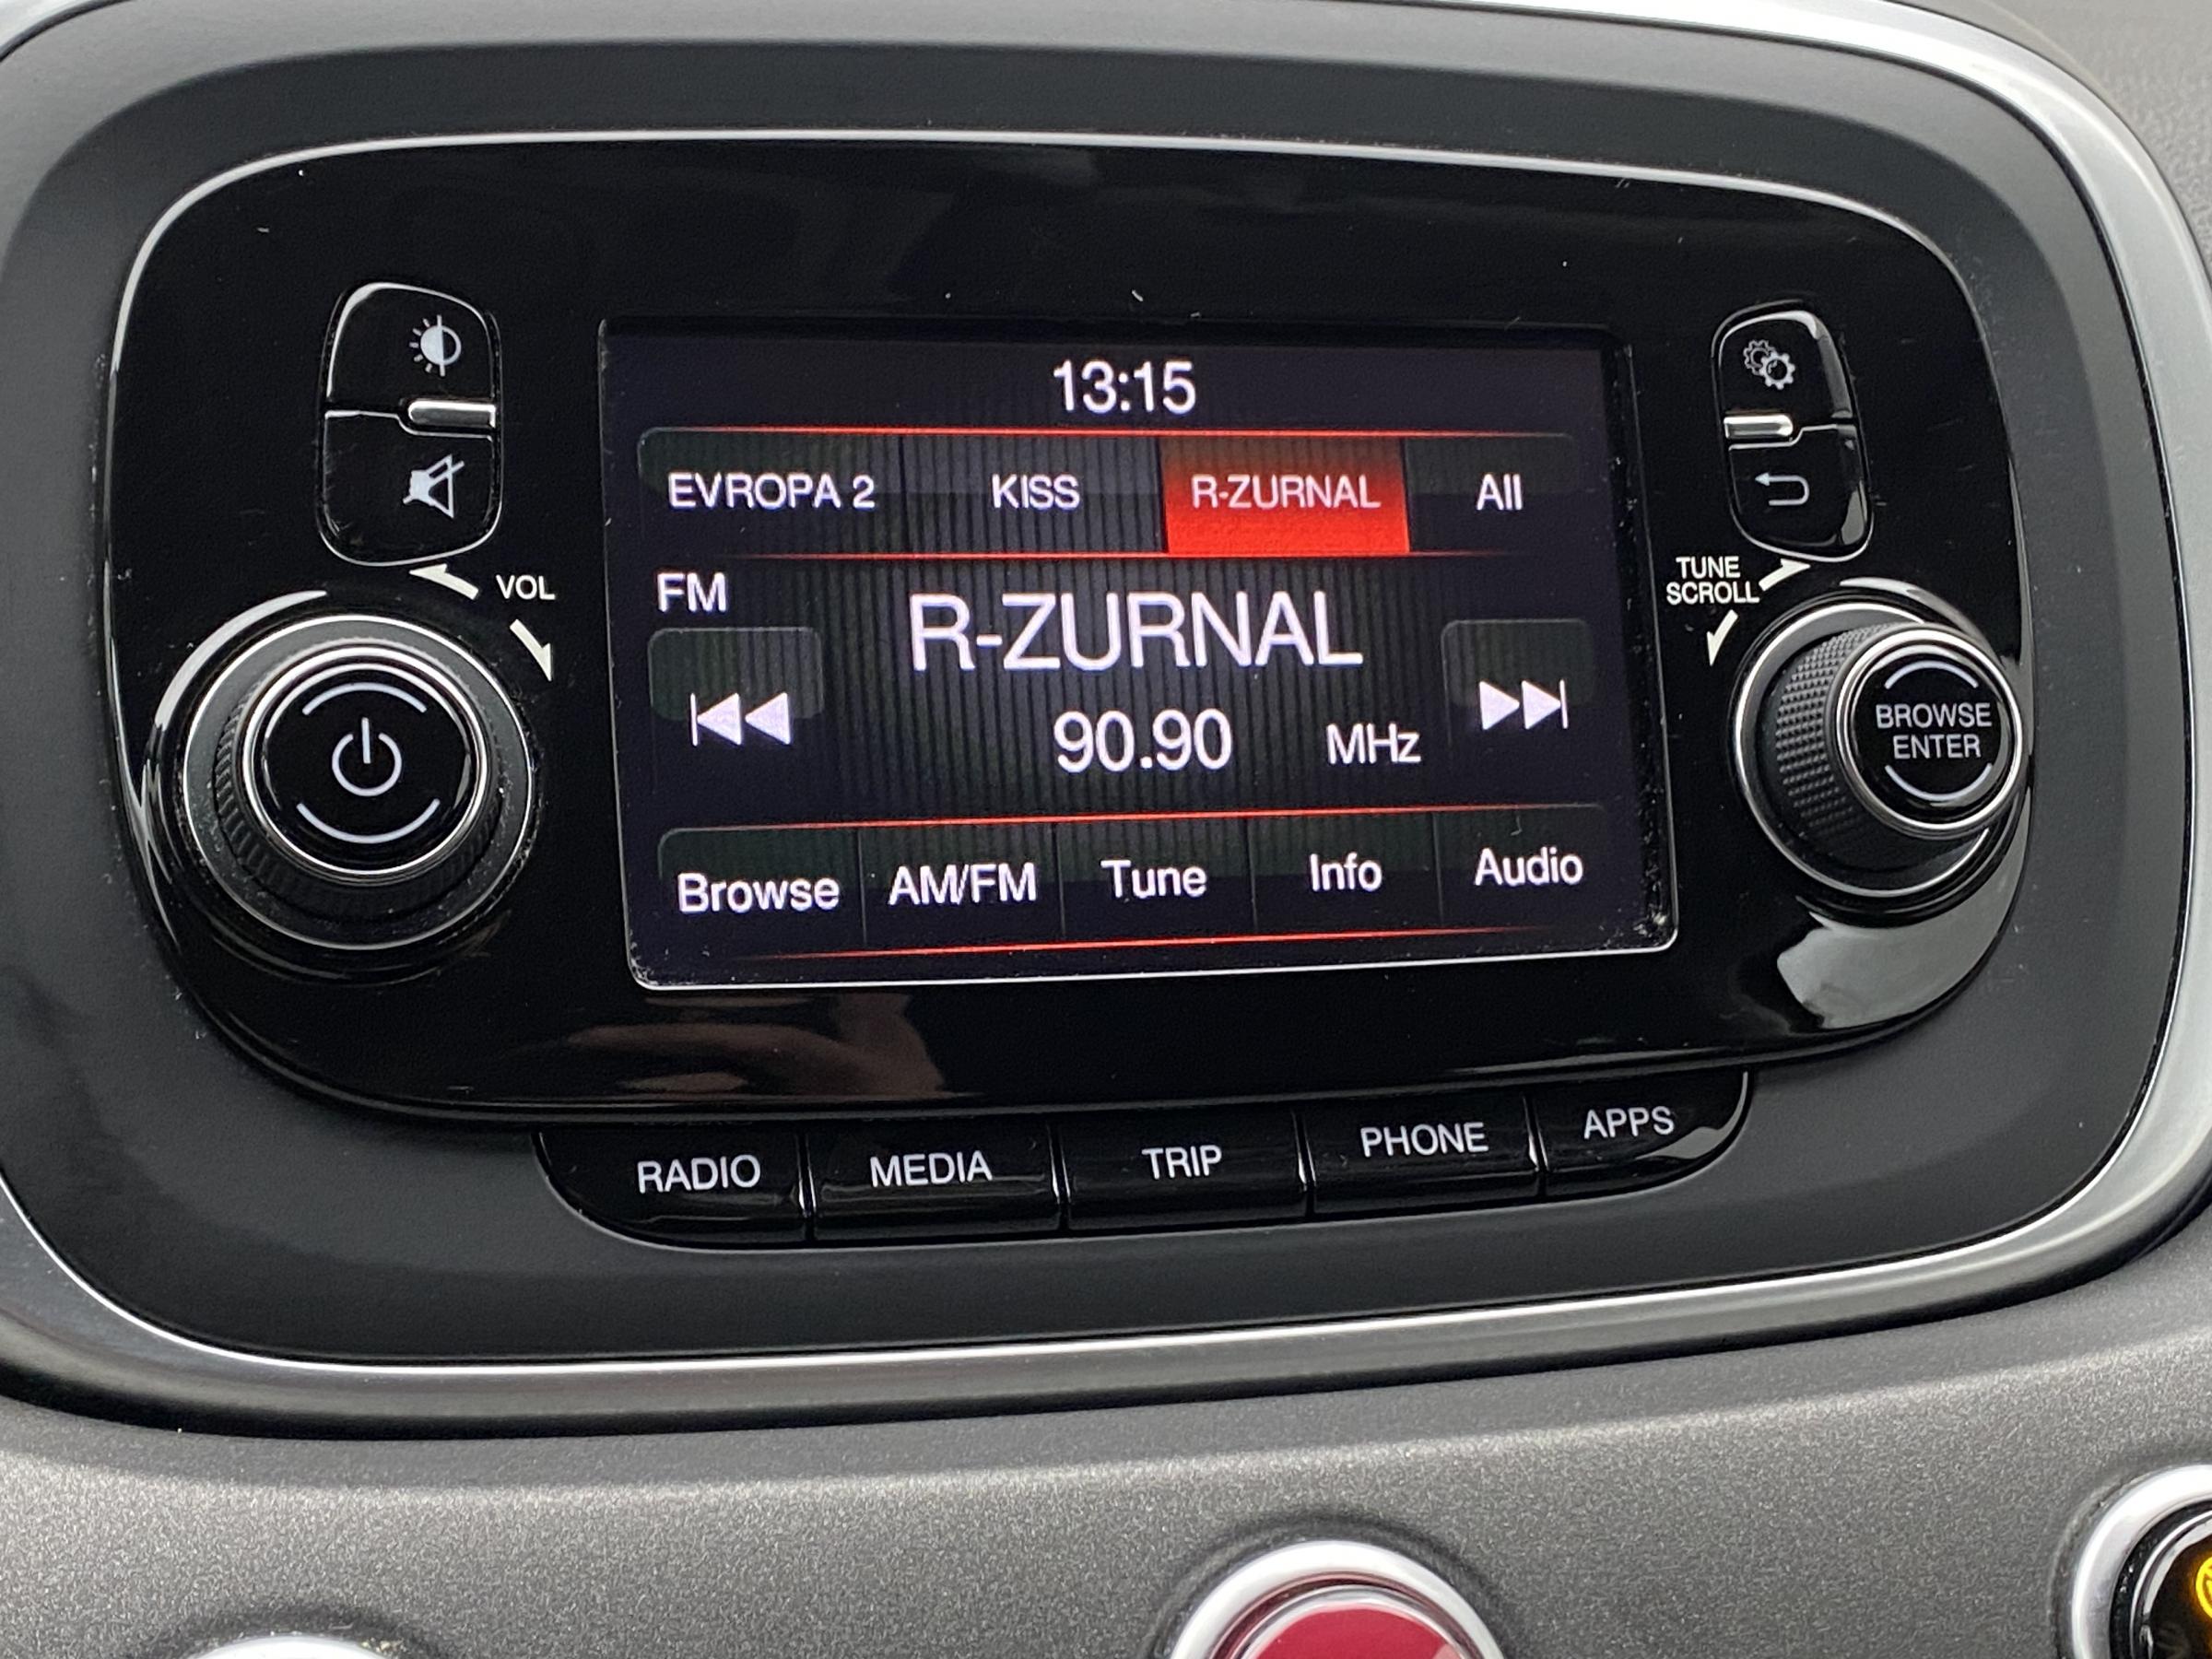 13:15
EVROPA 2 KISS R-ZURNAL All
VOL
TUNE
SCROLL
FM
R-ZURNAL
90.90 MHz
BROWSE
ENTER
Browse AM/FM Tune Info Audio
RADIO MEDIA TRIP PHONE APPS